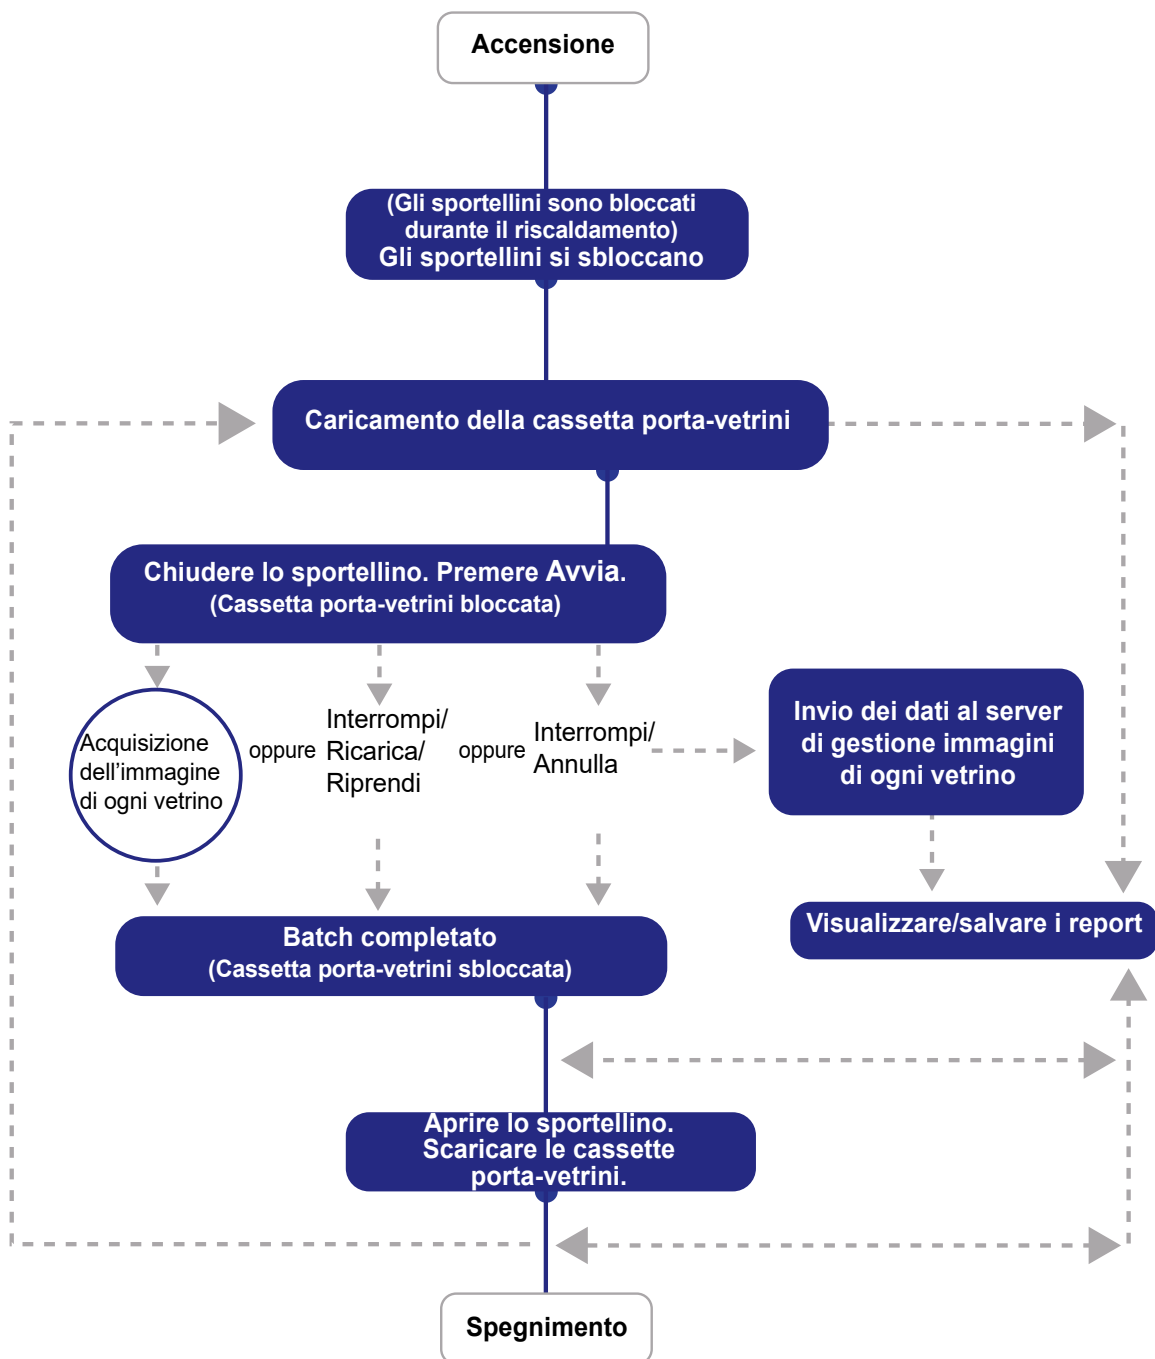 Accensione
(Gli sportellini sono bloccati
durante il riscaldamento)
Gli sportellini si sbloccano
Caricamento della cassetta porta-vetrini
Chiudere lo sportellino. Premere Avvia.
(Cassetta porta-vetrini bloccata)
Acquisizione
dell’immagine
di ogni vetrino
oppure
Interrompi/
Ricarica/
Riprendi
oppure
Interrompi/
Annulla
Invio dei dati al server
di gestione immagini
di ogni vetrino
Batch completato
(Cassetta porta-vetrini sbloccata)
Visualizzare/salvare i report
Aprire lo sportellino.
Scaricare le cassette
porta-vetrini.
Spegnimento